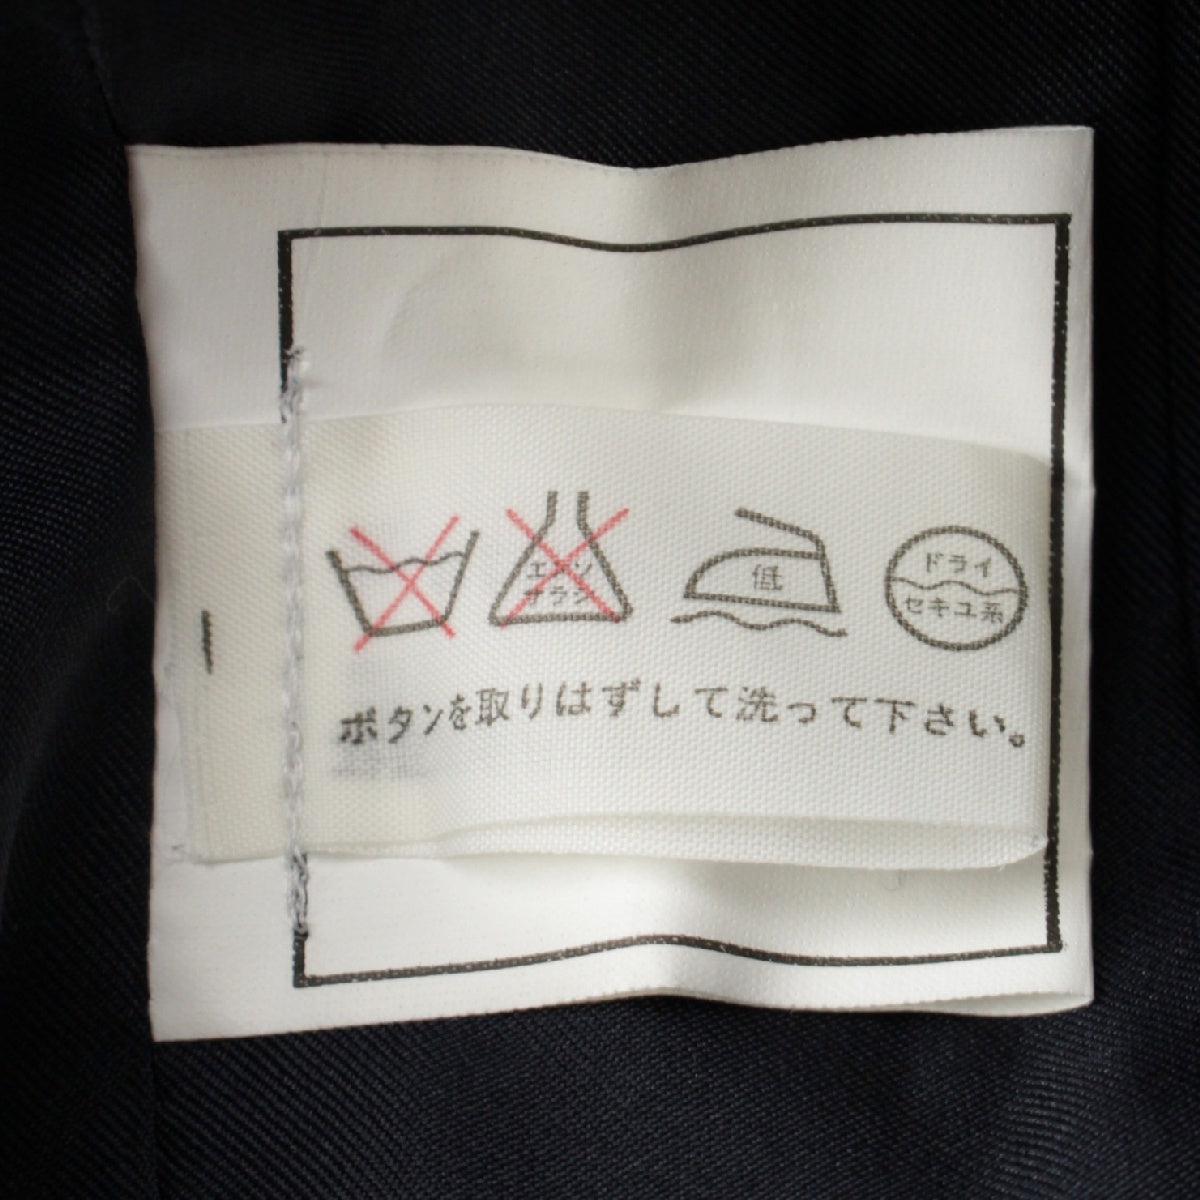 エンソ
サラシ
低
ドライ
セキユ系
ボタンを取りはずして洗って下さい。